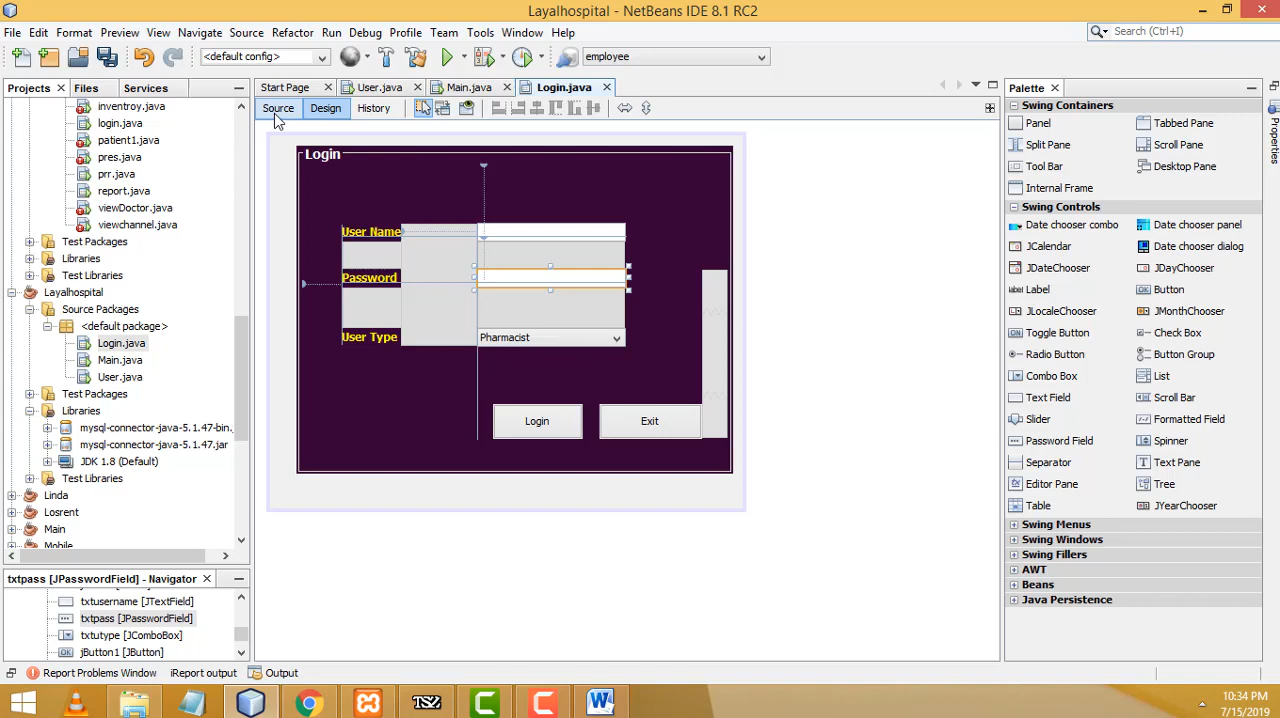 Layalhospital - NetBeans IDE 8.1 RC2
File Edit Format Preview View Navigate Source Refactor Run Debug Profile Team Tools Window Help
Search (Ctrl+I)
<default config>
employee
Projects Files Services
Start Page User.java Main.java Login.java
Palette
Source Design History
Properties
inventroy.java
login.java
patient1.java
pres.java
prr.java
report.java
viewDoctor.java
viewchannel.java
Test Packages
Libraries
Test Libraries
Layalhospital
Source Packages
<default package>
Login.java
Main.java
User.java
Test Packages
Libraries
mysql-connector-java-5.1.47-bin.
mysql-connector-java-5.1.47.jar
JDK 1.8 (Default)
Test Libraries
Linda
Losrent
Main
Mobile
txtpass [JPasswordField] - Navigator
txtusername [JTextField]
txtpass [JPasswordField]
txtutype [JComboBox]
jButton1 [JButton]
Login
User Name
Password
User Type
Pharmacist
Login
Exit
Swing Containers
Panel Tabbed Pane
Split Pane Scroll Pane
Tool Bar Desktop Pane
Internal Frame
Swing Controls
Date chooser combo Date chooser panel
JCalendar Date chooser dialog
JDateChooser JDayChooser
Label Button
JLocaleChooser JMonthChooser
Toggle Button Check Box
Radio Button Button Group
Combo Box List
Text Field Scroll Bar
Slider Formatted Field
Password Field Spinner
Separator Text Pane
Editor Pane Tree
Table JYearChooser
Swing Menus
Swing Windows
Swing Fillers
AWT
Beans
Java Persistence
Report Problems Window iReport output Output
TSZ
10:34 PM
7/15/2019